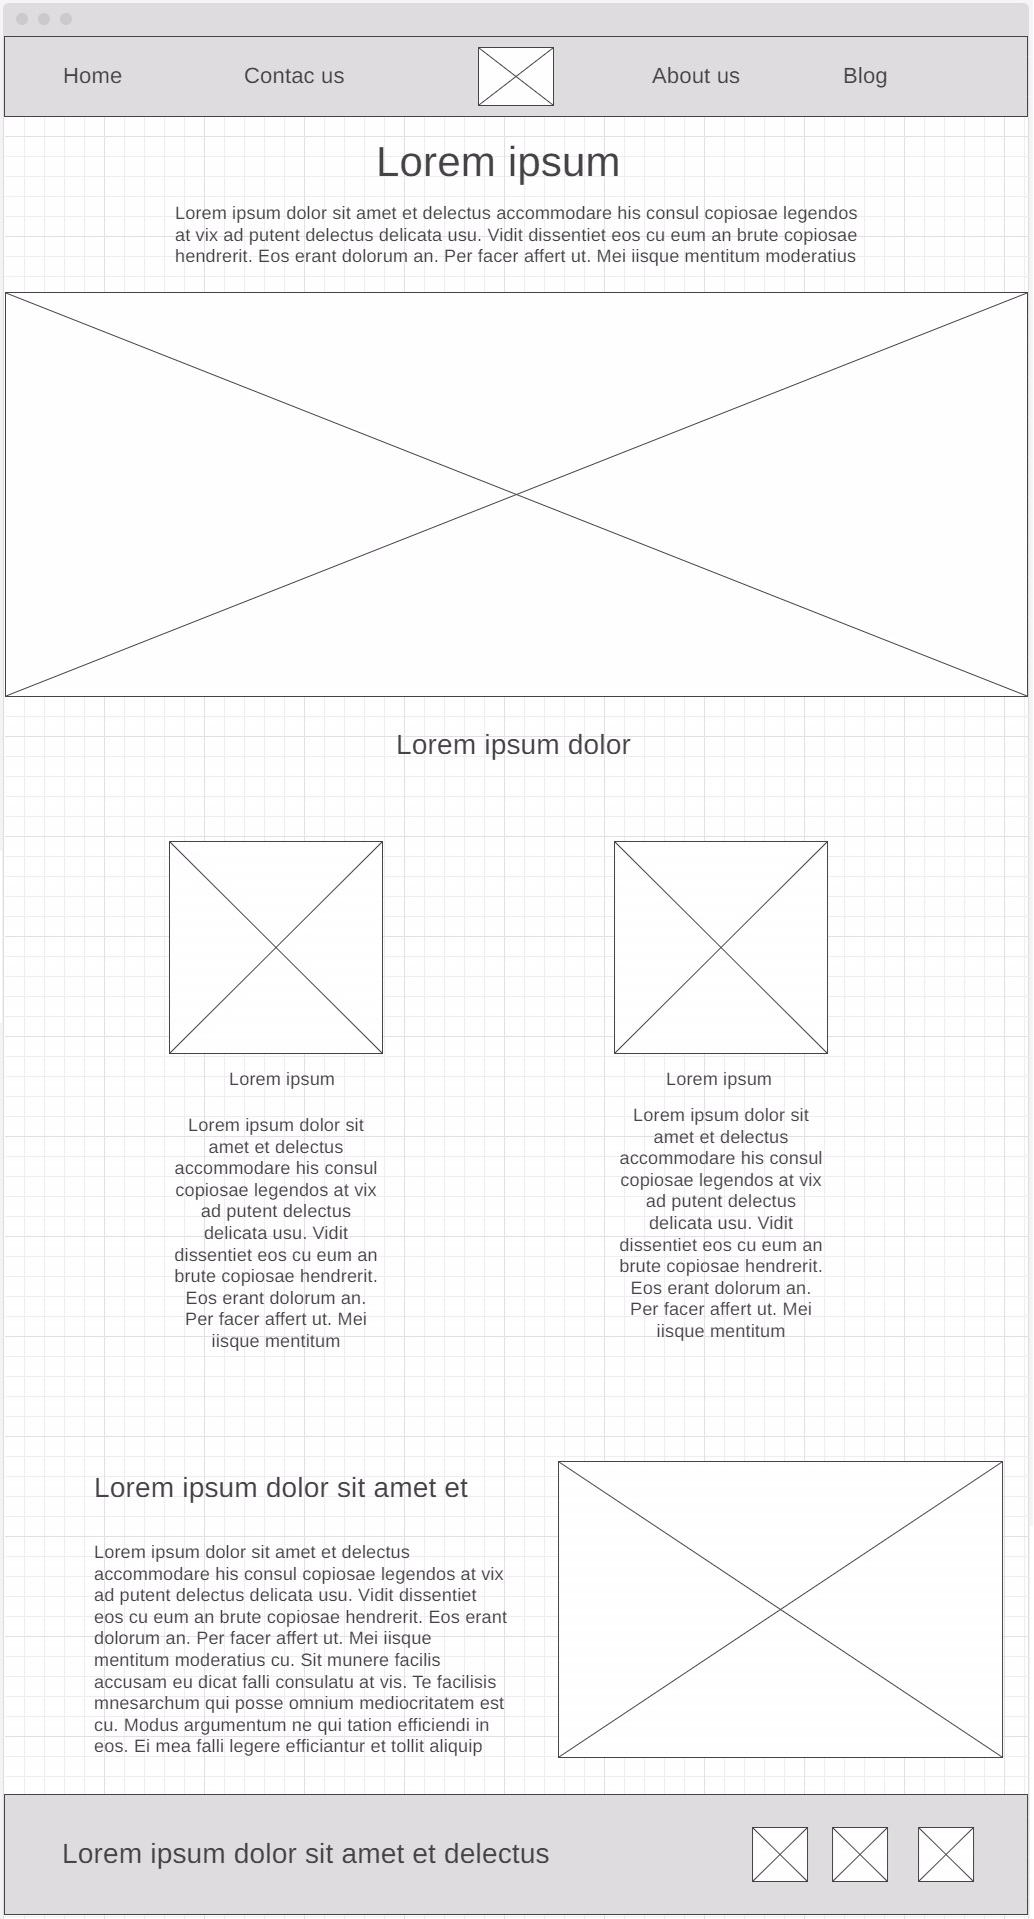 Home
Contac us
About us
Blog
Lorem ipsum
Lorem ipsum dolor sit amet et delectus accommodare his consul copiosae legendos
at vix ad putent delectus delicata usu. Vidit dissentiet eos cu eum an brute copiosae
hendrerit. Eos erant dolorum an. Per facer affert ut. Mei iisque mentitum moderatius
Lorem ipsum dolor
Lorem ipsum
Lorem ipsum dolor sit
amet et delectus
accommodare his consul
copiosae legendos at vix
ad putent delectus
delicata usu. Vidit
dissentiet eos cu eum an
brute copiosae hendrerit.
Eos erant dolorum an.
Per facer affert ut. Mei
iisque mentitum
Lorem ipsum
Lorem ipsum dolor sit
amet et delectus
accommodare his consul
copiosae legendos at vix
ad putent delectus
delicata usu. Vidit
dissentiet eos cu eum an
brute copiosae hendrerit.
Eos erant dolorum an.
Per facer affert ut. Mei
iisque mentitum
Lorem ipsum dolor sit amet et
Lorem ipsum dolor sit amet et delectus
accommodare his consul copiosae legendos at vix
ad putent delectus delicata usu. Vidit dissentiet
eos cu eum an brute copiosae hendrerit. Eos erant
dolorum an. Per facer affert ut. Mei iisque
mentitum moderatius cu. Sit munere facilis
accusam eu dicat falli consulatu at vis. Te facilisis
mnesarchum qui posse omnium mediocritatem est
cu. Modus argumentum ne qui tation efficiendi in
eos. Ei mea falli legere efficiantur et tollit aliquip
Lorem ipsum dolor sit amet et delectus